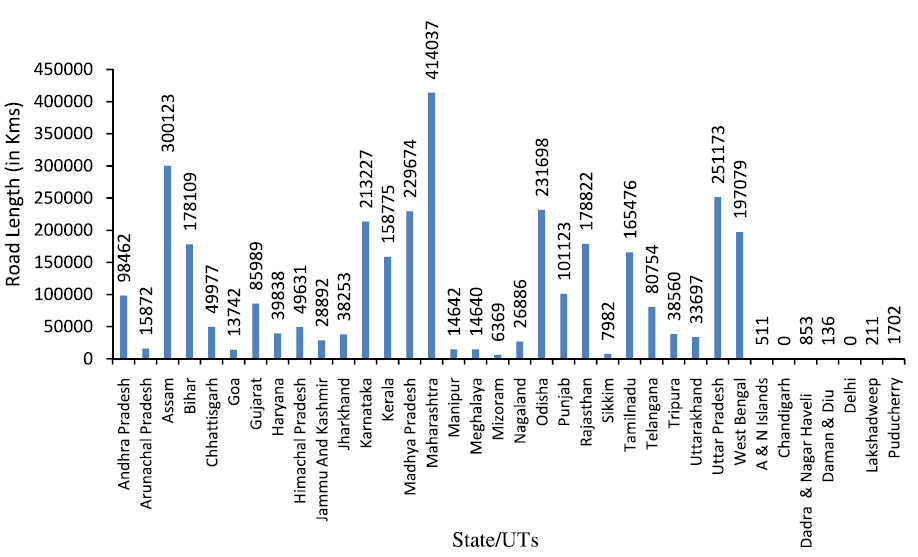 Road Length (in Kms)
450000
400000
350000
300000
250000
200000
150000
100000
50000
0
98462
15872
300123
178109
49977
13742
85989
39838
49631
28892
38253
213227
158775
229674
414037
14642
14640
6369
26886
231698
101123
178822
7982
165476
80754
38560
33697
251173
197079
511
0
853
136
0
211
1702
Andhra Pradesh
Arunachal Pradesh
Assam
Bihar
Chhattisgarh
Goa
Gujarat
Haryana
Himachal Pradesh
Jammu And Kashmir
Jharkhand
Karnataka
Kerala
Madhya Pradesh
Maharashtra
Manipur
Meghalaya
Mizoram
Nagaland
Odisha
Punjab
Rajasthan
Sikkim
Tamilnadu
Telangana
Tripura
Uttarakhand
Uttar Pradesh
West Bengal
A & N Islands
Chandigarh
Dadra & Nagar Haveli
Daman & Diu
Delhi
Lakshadweep
Puducherry
State/UTs